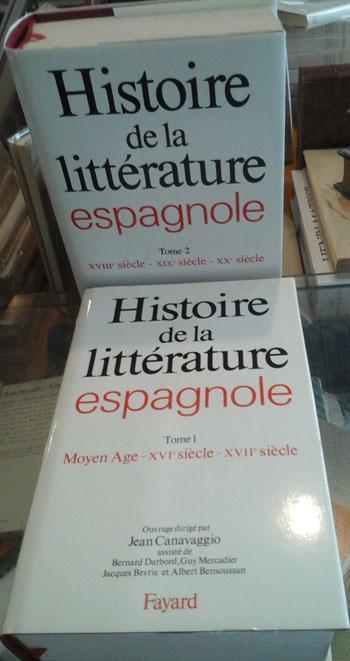 Histoire
de la
littérature
espagnole
Tome 2
XVIIIe siècle - XIXe siècle - XXe siècle
Histoire
de la
littérature
espagnole
Tome 1
Moyen Age - XVIe siècle - XVIIe siècle
Ouvrage dirigé par
Jean Canavaggio
assisté de
Bernard Darbord, Guy Mercadier
Jacques Beyrie et Albert Bensoussan
Fayard